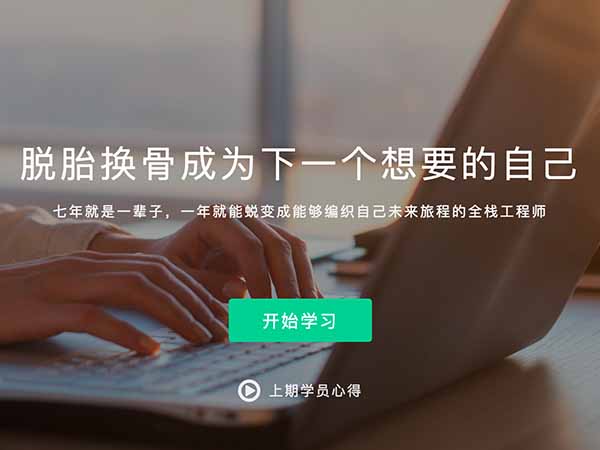 脱胎换骨成为下一个想要的自己
七年就是一辈子，一年就能蜕变成能够编织自己未来旅程的全栈工程师
开始学习
上期学员心得